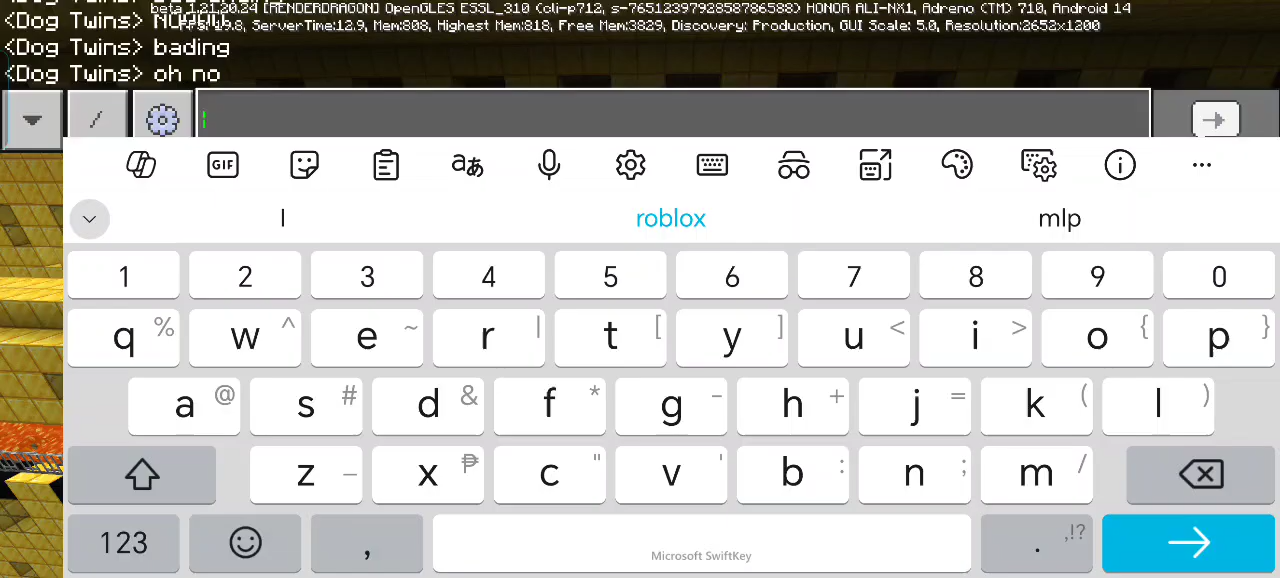 beta 1.21.20.24 [RENDERDRAGON] OpenGLES ESSL_310 (cli-p712, s-7651239792858786588) HONOR ALI-NX1, Adreno (TM) 710, Android 14
<Dog Twins>
19.8, ServerTime:12.9, Mem:808, Highest Mem:818, Free Mem:3829, Discovery: Production, GUI Scale: 5.0, Resolution:2652x1200
<Dog Twins> bading
<Dog Twins> oh no
/
GIF
aあ
I roblox mlp
1 2 3 4 5 6 7 8 9 0
q % w ^ e ~ r | t [ y ] u < i > o { p }
a @ s # d & f * g - h + j = k ( l )
z _ x ₱ c " v ' b : n ; m /
123 , Microsoft SwiftKey . ,!?